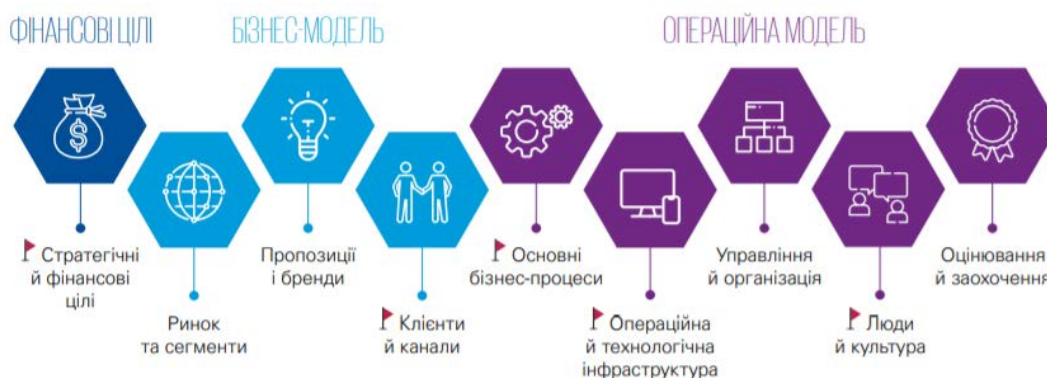 ФІНАНСОВІ ЦІЛІ
БІЗНЕС-МОДЕЛЬ
ОПЕРАЦІЙНА МОДЕЛЬ
$
Стратегічні
й фінансові
цілі
Ринок
та сегменти
Пропозиції
і бренди
Клієнти
й канали
Основні
бізнес-процеси
Операційна
й технологічна
інфраструктура
Управління
й організація
Люди
й культура
Оцінювання
й заохочення